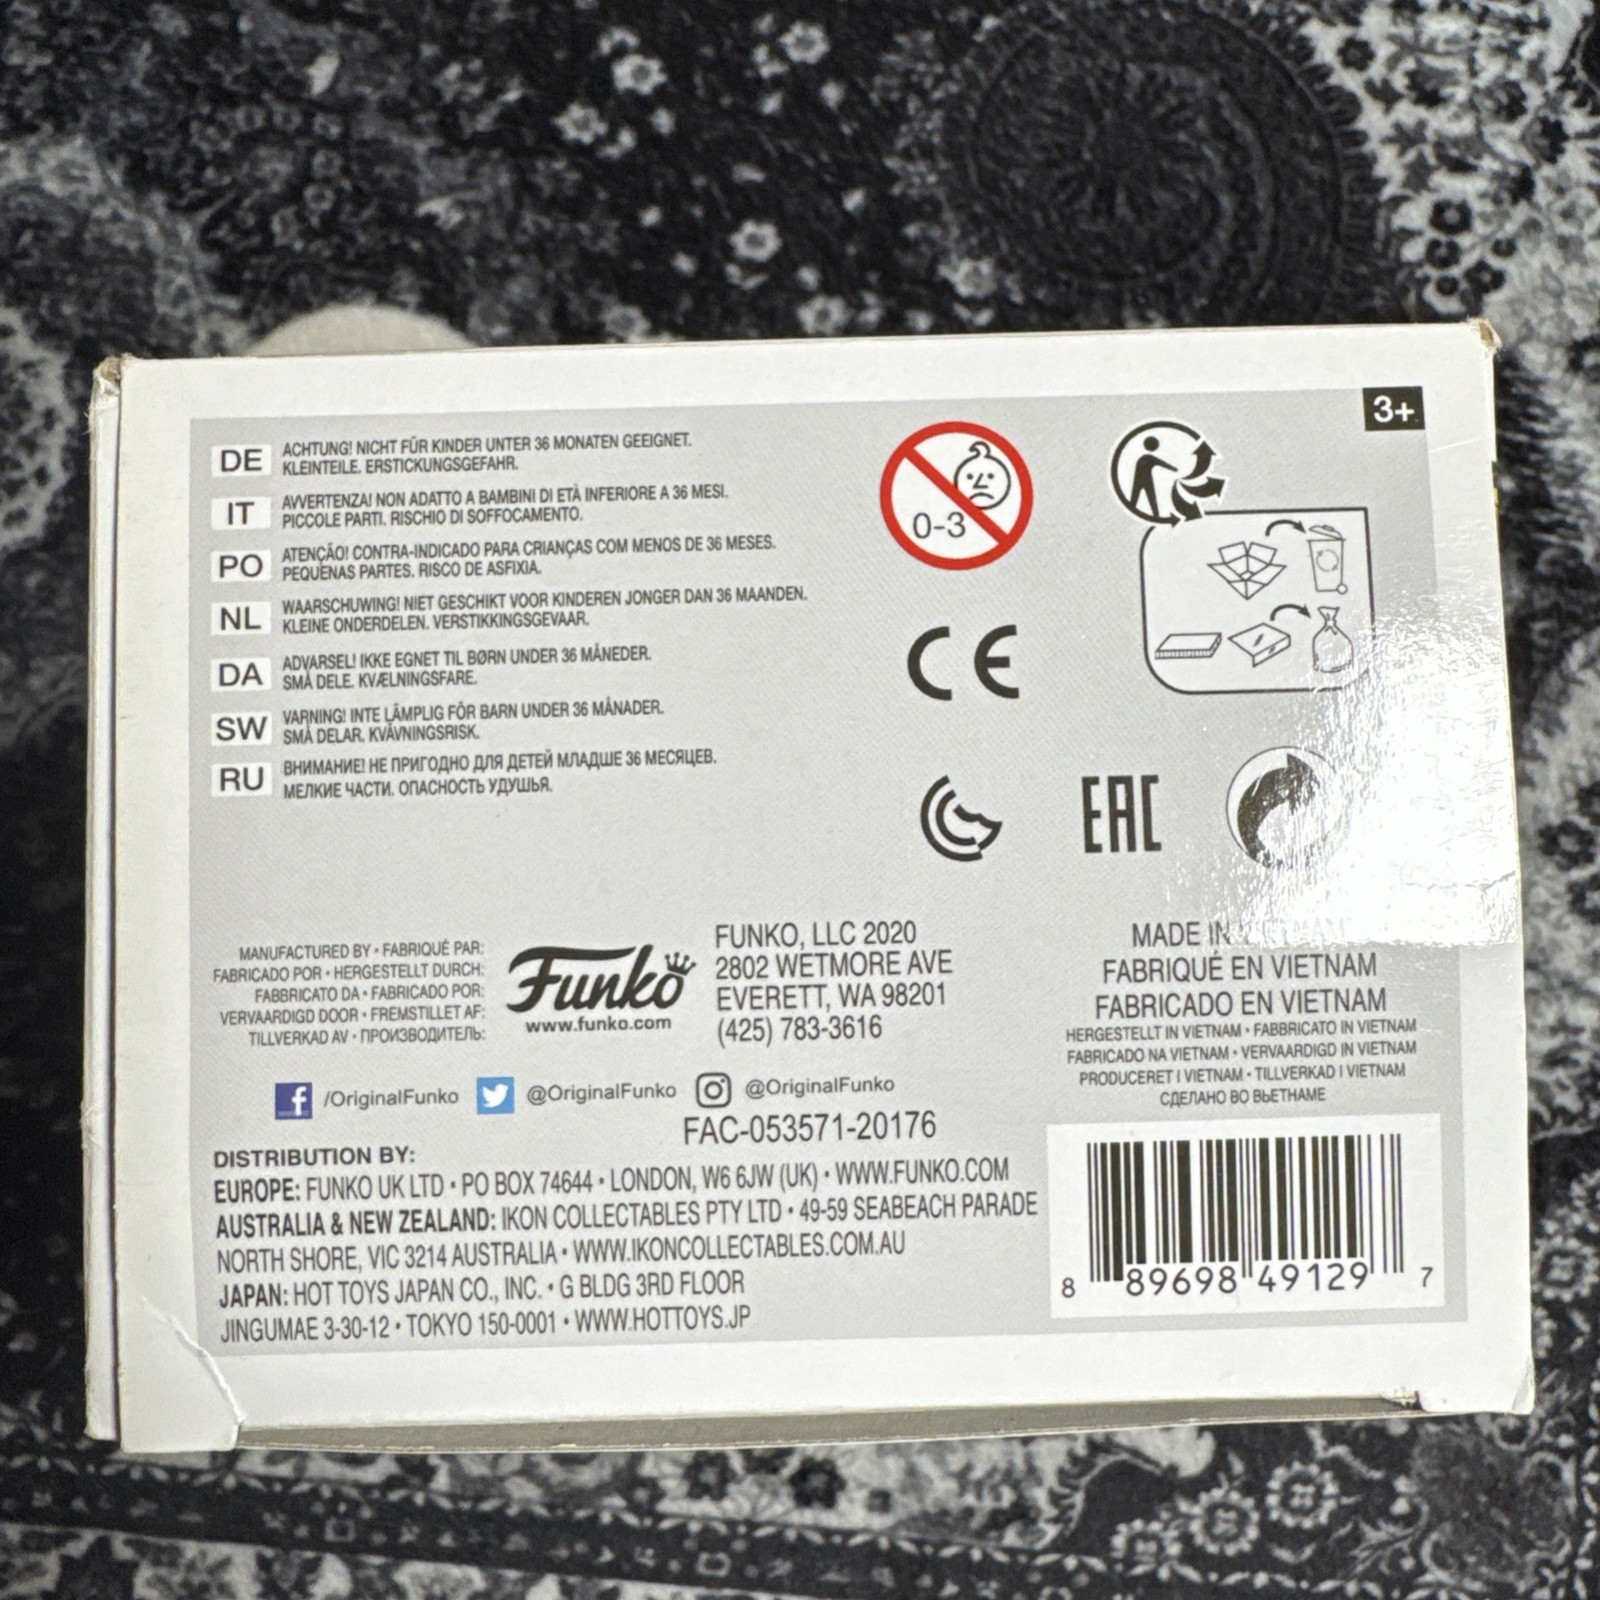 3+
DE
ACHTUNG! NICHT FÜR KINDER UNTER 36 MONATEN GEEIGNET.
KLEINTEILE. ERSTICKUNGSGEFAHR.
IT
AVVERTENZA! NON ADATTO A BAMBINI DI ETÀ INFERIORE A 36 MESI.
PICCOLE PARTI. RISCHIO DI SOFFOCAMENTO.
PO
ATENÇÃO! CONTRA-INDICADO PARA CRIANÇAS COM MENOS DE 36 MESES.
PEQUENAS PARTES. RISCO DE ASFIXIA.
NL
WAARSCHUWING! NIET GESCHIKT VOOR KINDEREN JONGER DAN 36 MAANDEN.
KLEINE ONDERDELEN. VERSTIKKINGSGEVAAR.
DA
ADVARSEL! IKKE EGNET TIL BØRN UNDER 36 MÅNEDER.
SMÅ DELE. KVÆLNINGSFARE.
SW
VARNING! INTE LÄMPLIG FÖR BARN UNDER 36 MÅNADER.
SMÅ DELAR. KVÄVNINGSRISK.
RU
ВНИМАНИЕ! НЕ ПРИГОДНО ДЛЯ ДЕТЕЙ МЛАДШЕ 36 МЕСЯЦЕВ.
МЕЛКИЕ ЧАСТИ. ОПАСНОСТЬ УДУШЬЯ.
0-3
CE
EAC
MANUFACTURED BY • FABRIQUÉ PAR:
FABRICADO POR • HERGESTELLT DURCH:
FABBRICATO DA • FABRICADO POR:
VERVAARDIGD DOOR • FREMSTILLET AF:
TILLVERKAD AV • ПРОИЗВОДИТЕЛЬ:
Funko
www.funko.com
FUNKO, LLC 2020
2802 WETMORE AVE
EVERETT, WA 98201
(425) 783-3616
MADE IN
FABRIQUÉ EN VIETNAM
FABRICADO EN VIETNAM
HERGESTELLT IN VIETNAM • FABBRICATO IN VIETNAM
FABRICADO NA VIETNAM • VERVAARDIGD IN VIETNAM
PRODUCERET I VIETNAM • TILLVERKAD I VIETNAM
СДЕЛАНО ВО ВЬЕТНАМЕ
/OriginalFunko @OriginalFunko @OriginalFunko
FAC-053571-20176
DISTRIBUTION BY:
EUROPE: FUNKO UK LTD • PO BOX 74644 • LONDON, W6 6JW (UK) • WWW.FUNKO.COM
AUSTRALIA & NEW ZEALAND: IKON COLLECTABLES PTY LTD • 49-59 SEABEACH PARADE
NORTH SHORE, VIC 3214 AUSTRALIA • WWW.IKONCOLLECTABLES.COM.AU
JAPAN: HOT TOYS JAPAN CO., INC. • G BLDG 3RD FLOOR
JINGUMAE 3-30-12 • TOKYO 150-0001 • WWW.HOTTOYS.JP
8 89698 49129 7